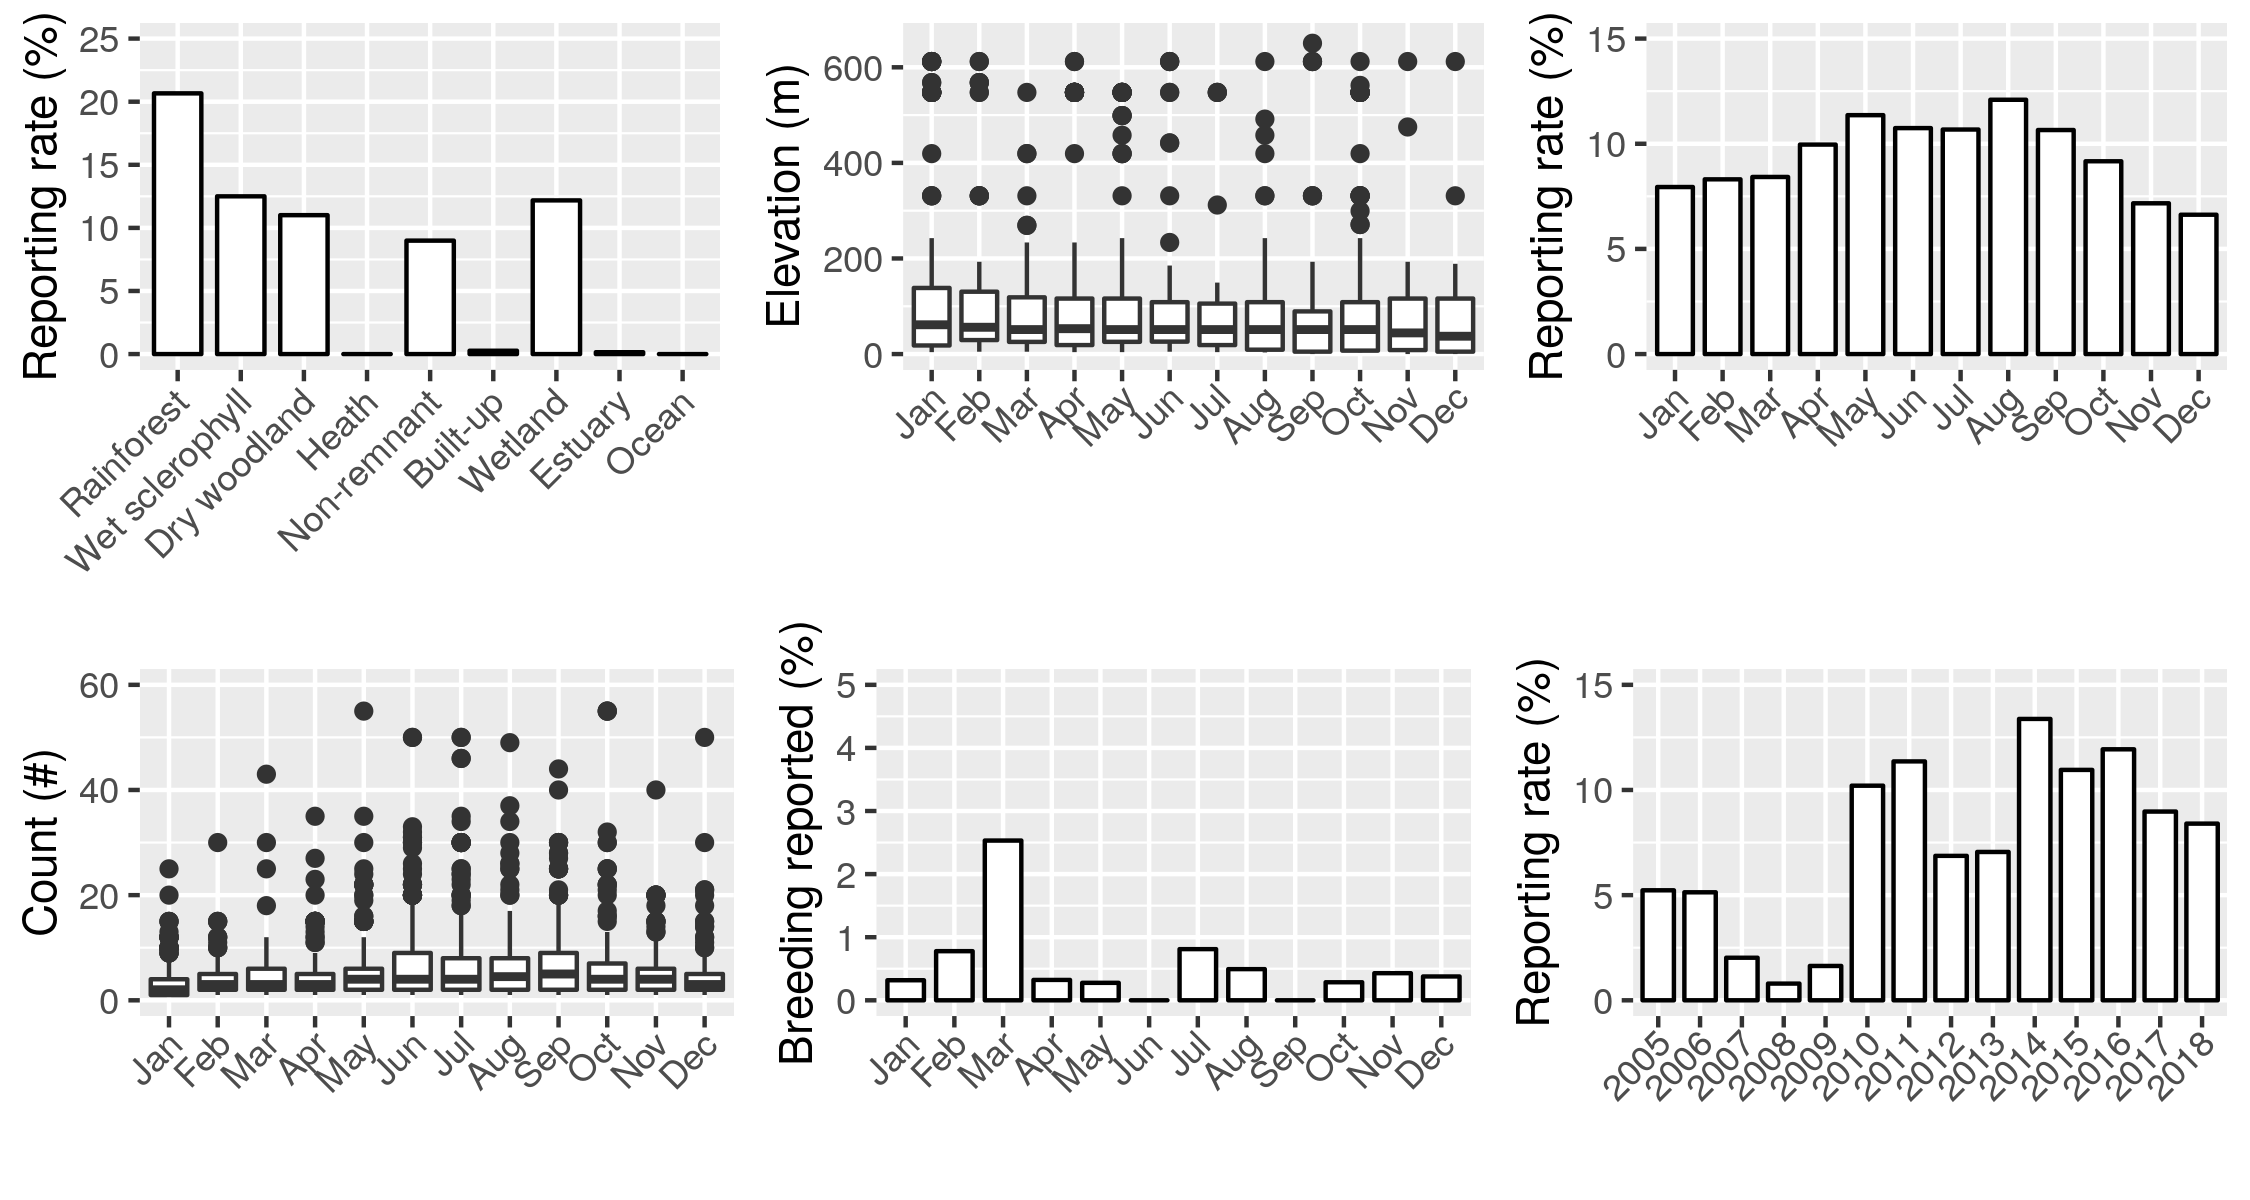 Reporting rate (%)
25
20
15
10
5
0
Rainforest
Wet sclerophyll
Dry woodland
Heath
Non-remnant
Built-up
Wetland
Estuary
Ocean
Elevation (m)
600
400
200
0
Jan
Feb
Mar
Apr
May
Jun
Jul
Aug
Sep
Oct
Nov
Dec
Reporting rate (%)
15
10
5
0
Jan
Feb
Mar
Apr
May
Jun
Jul
Aug
Sep
Oct
Nov
Dec
Count (#)
60
40
20
0
Jan
Feb
Mar
Apr
May
Jun
Jul
Aug
Sep
Oct
Nov
Dec
Breeding reported (%)
5
4
3
2
1
0
Jan
Feb
Mar
Apr
May
Jun
Jul
Aug
Sep
Oct
Nov
Dec
Reporting rate (%)
15
10
5
0
2005
2006
2007
2008
2009
2010
2011
2012
2013
2014
2015
2016
2017
2018